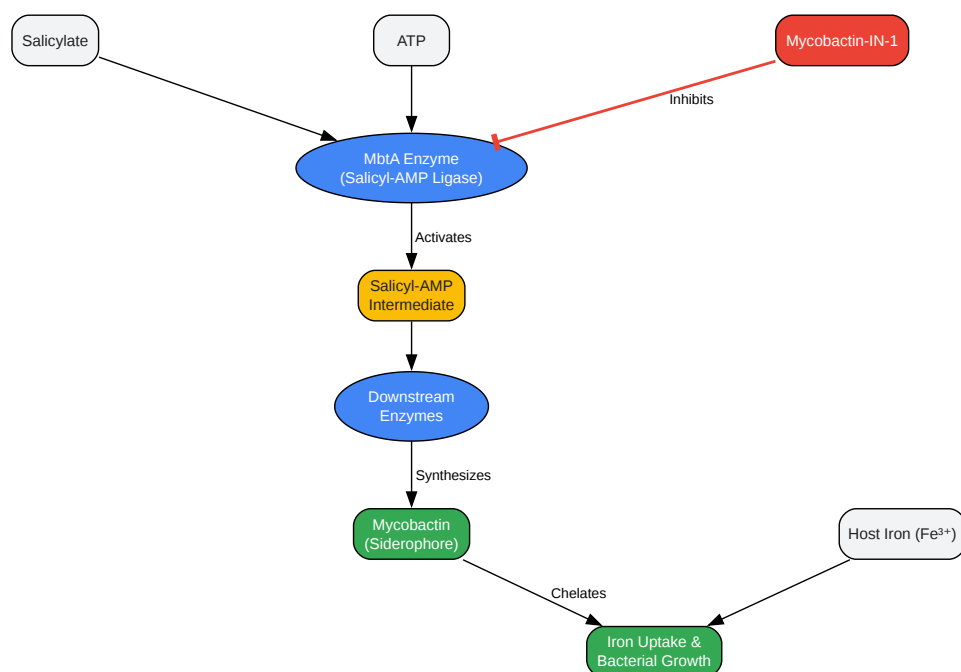 Salicylate
ATP
Mycobactin-IN-1
Inhibits
MbtA Enzyme
(Salicyl-AMP Ligase)
Activates
Salicyl-AMP
Intermediate
Downstream
Enzymes
Synthesizes
Mycobactin
(Siderophore)
Host Iron (Fe³⁺)
Chelates
Iron Uptake &
Bacterial Growth